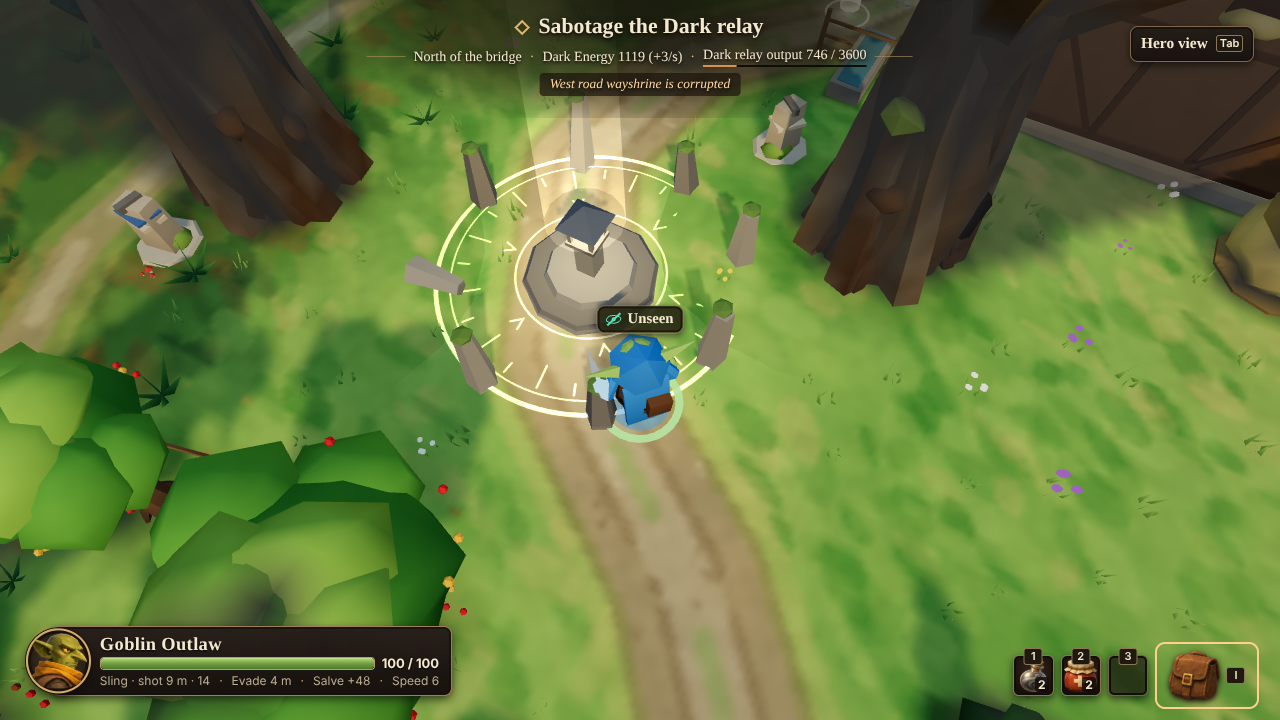 Sabotage the Dark relay
North of the bridge · Dark Energy 1119 (+3/s) · Dark relay output 746 / 3600
West road wayshrine is corrupted
Hero view Tab
Unseen
Goblin Outlaw
100 / 100
Sling · shot 9 m · 14 · Evade 4 m · Salve +48 · Speed 6
1 2 3
2 2
I